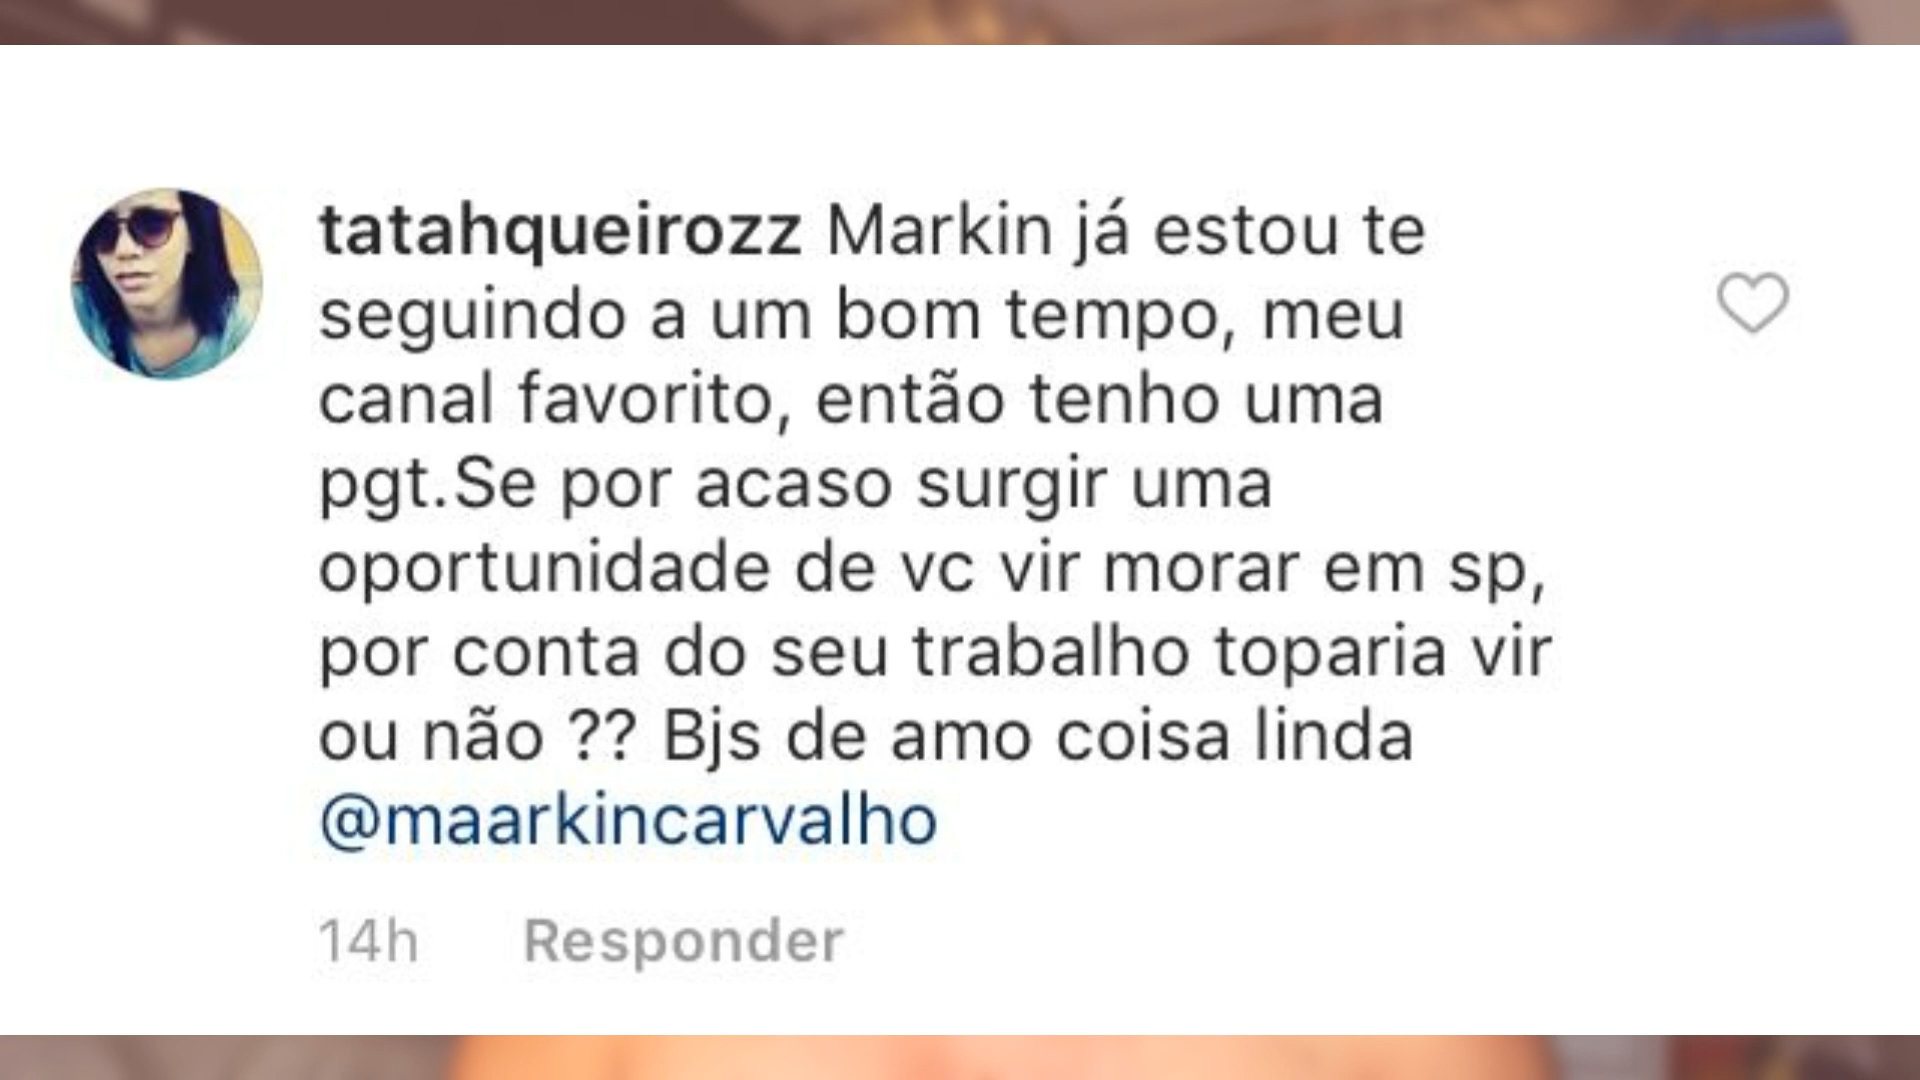 tatahqueirozz Markin já estou te
seguindo a um bom tempo, meu
canal favorito, então tenho uma
pgt.Se por acaso surgir uma
oportunidade de vc vir morar em sp,
por conta do seu trabalho toparia vir
ou não ?? Bjs de amo coisa linda
@maarkincarvalho
14h Responder